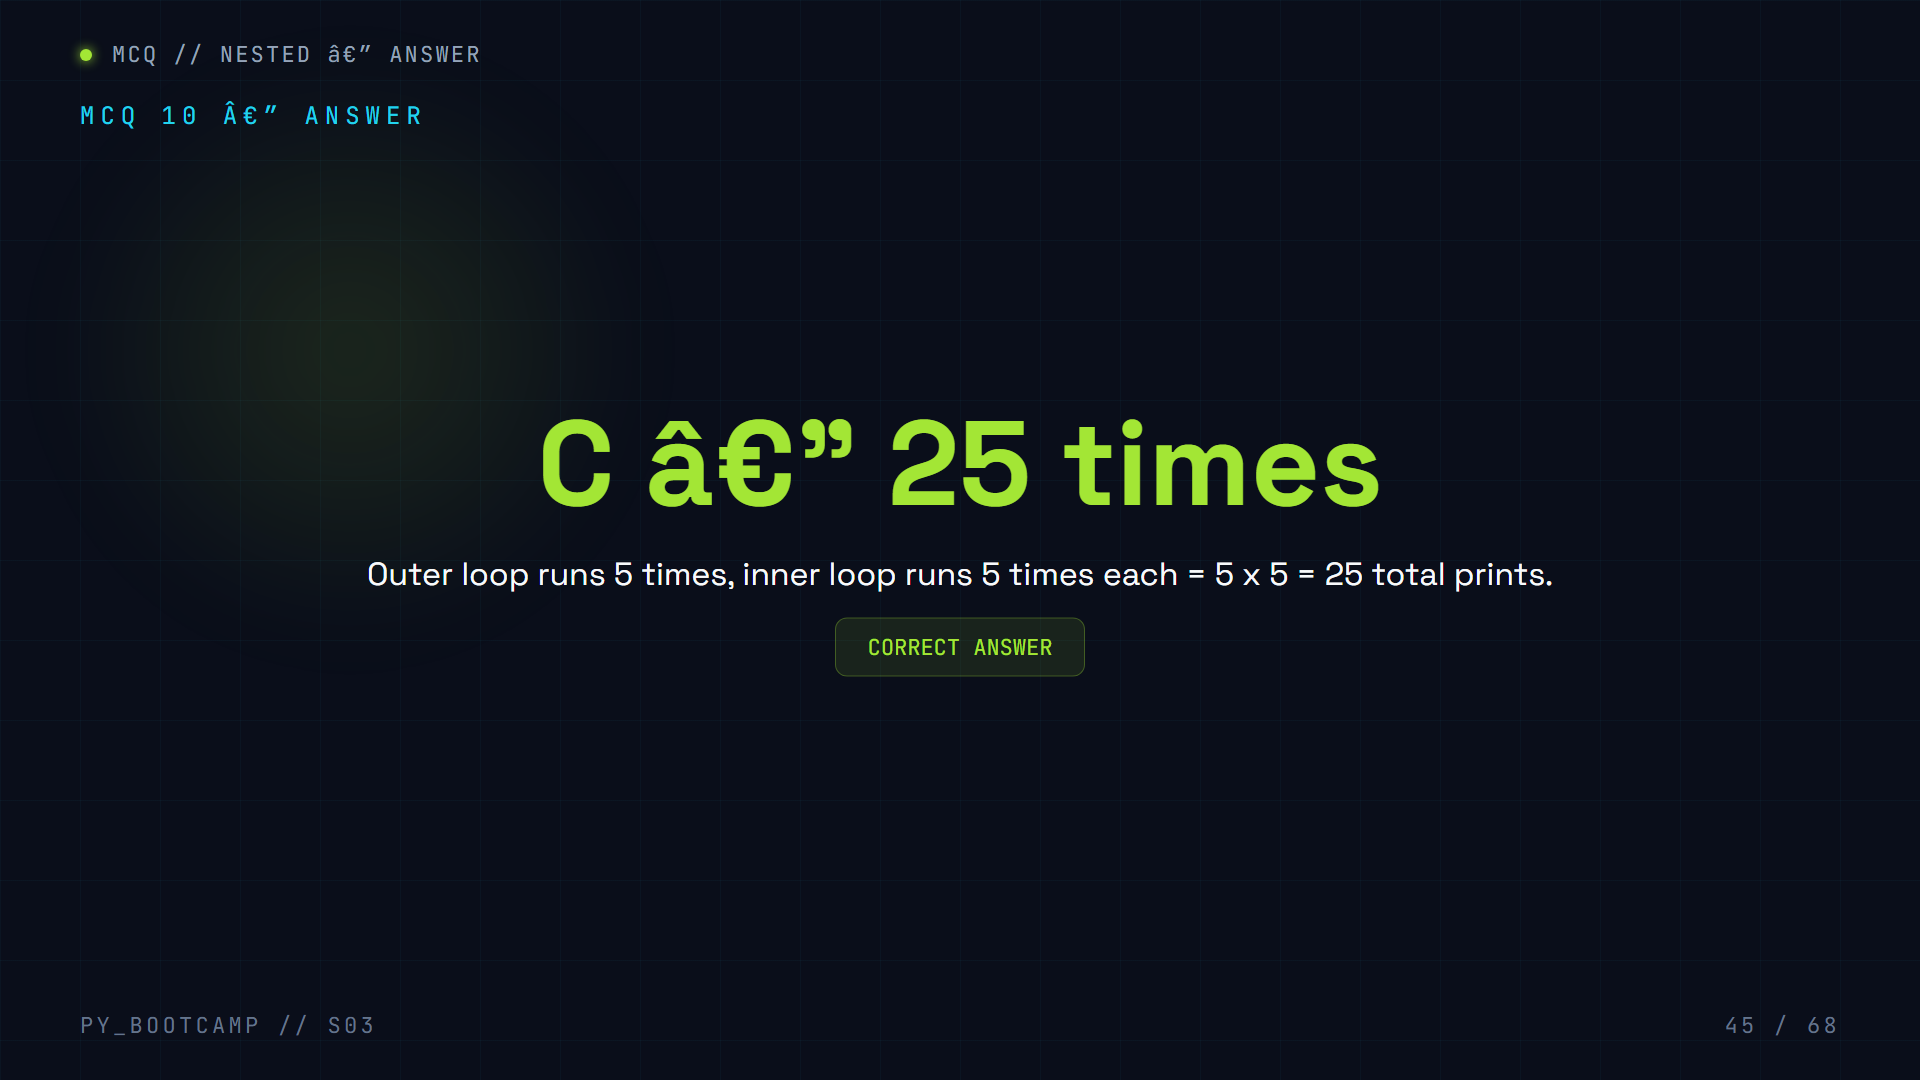 MCQ // NESTED â€” ANSWER
MCQ 10 Â€” ANSWER
C â€” 25 times
Outer loop runs 5 times, inner loop runs 5 times each = 5 x 5 = 25 total prints.
CORRECT ANSWER
PY_BOOTCAMP // S03
45 / 68